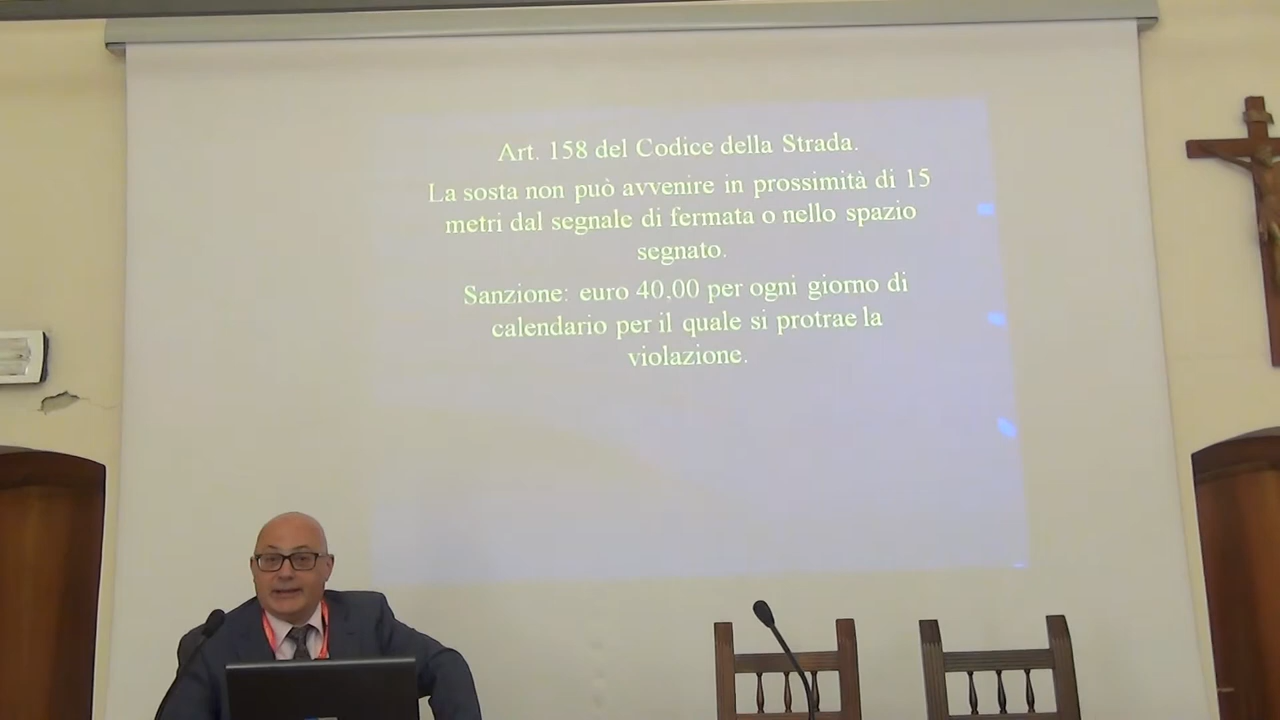 Art. 158 del Codice della Strada.
La sosta non può avvenire in prossimità di 15
metri dal segnale di fermata o nello spazio
segnato.
Sanzione: euro 40,00 per ogni giorno di
calendario per il quale si protrae la
violazione.